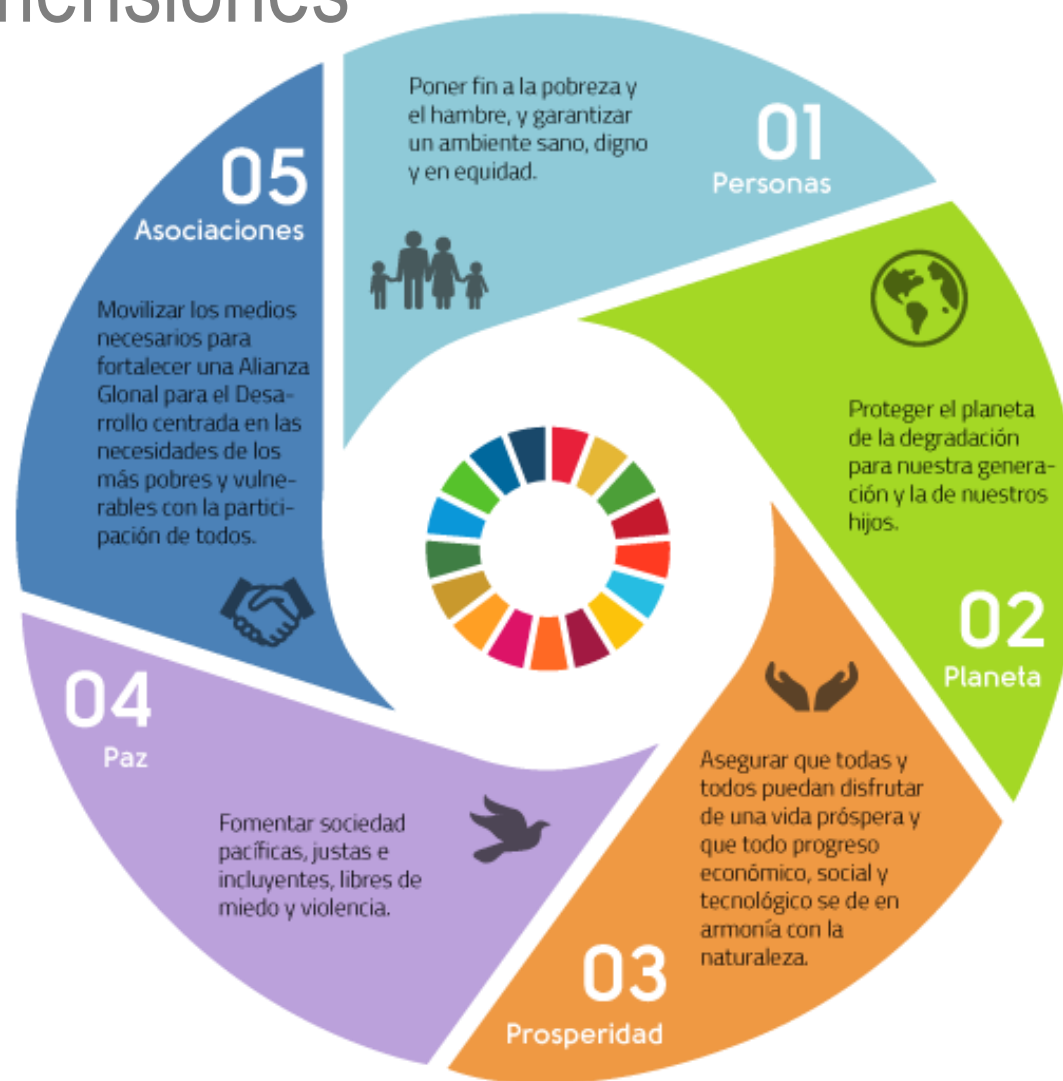 mensiones
Poner fin a la pobreza y
el hambre, y garantizar
un ambiente sano, digno
y en equidad.
01
Personas
Proteger el planeta
de la degradación
para nuestra genera-
ción y la de nuestros
hijos.
02
Planeta
Asegurar que todas y
todos puedan disfrutar
de una vida próspera y
que todo progreso
económico, social y
tecnológico se de en
armonía con la
naturaleza.
03
Prosperidad
04
Paz
Fomentar sociedad
pacíficas, justas e
incluyentes, libres de
miedo y violencia.
05
Asociaciones
Movilizar los medios
necesarios para
fortalecer una Alianza
Glonal para el Desa-
rrollo centrada en las
necesidades de los
más pobres y vulne-
rables con la partici-
pación de todos.